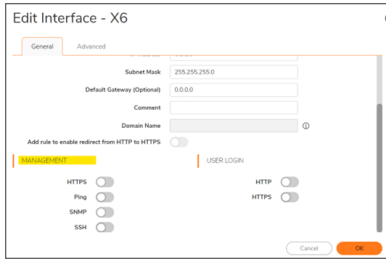 Edit Interface - X6
General Advanced
Subnet Mask 255.255.255.0
Default Gateway (Optional) 0.0.0.0
Comment
Domain Name
Add rule to enable redirect from HTTP to HTTPS
MANAGEMENT USER LOGIN
HTTPS HTTP
Ping HTTPS
SNMP
SSH
Cancel OK